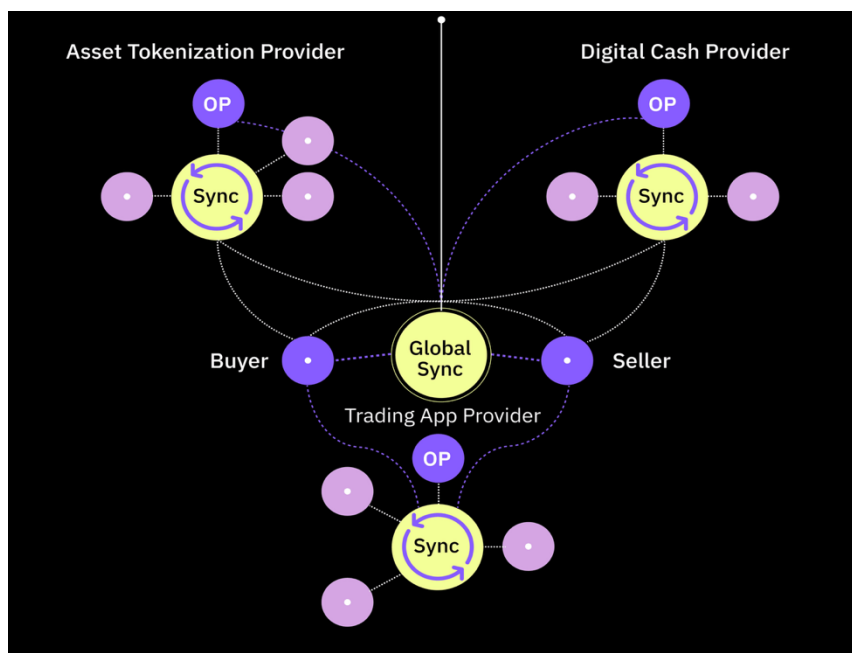 Asset Tokenization Provider
Digital Cash Provider
OP
OP
Sync
Sync
Buyer
Global
Sync
Seller
Trading App Provider
OP
Sync